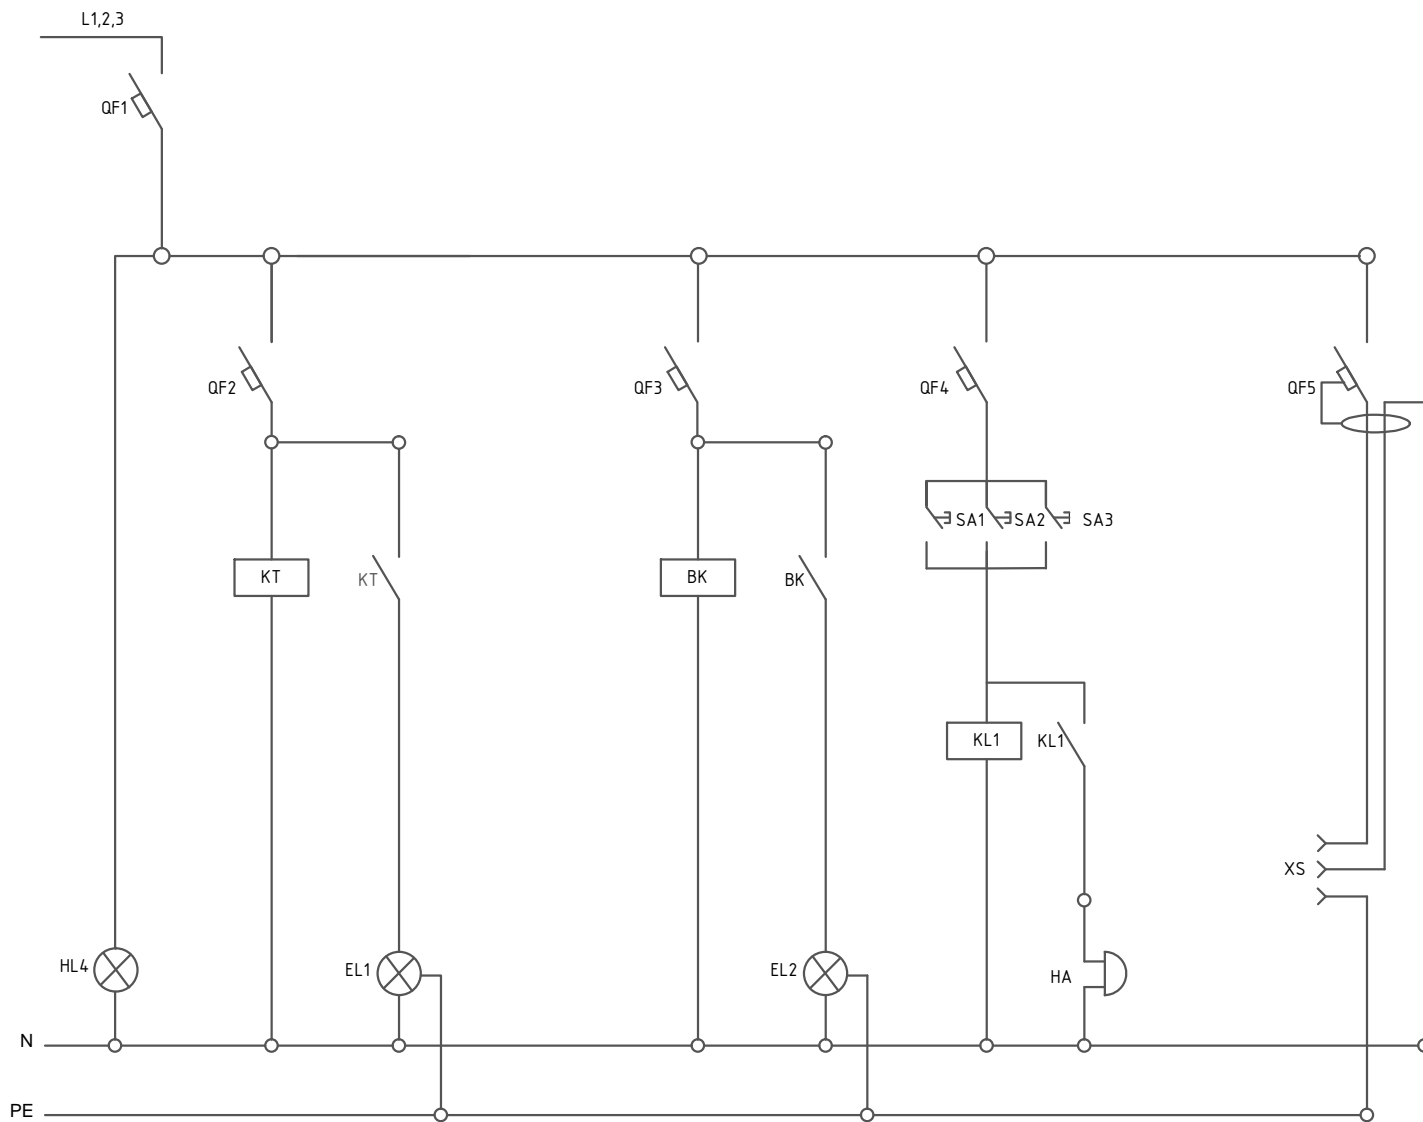 L1,2,3
QF1
QF2 QF3 QF4 QF5
SA1 SA2 SA3
KT KT BK BK
KL1 KL1
XS
HL4 EL1 EL2 HA
N
PE